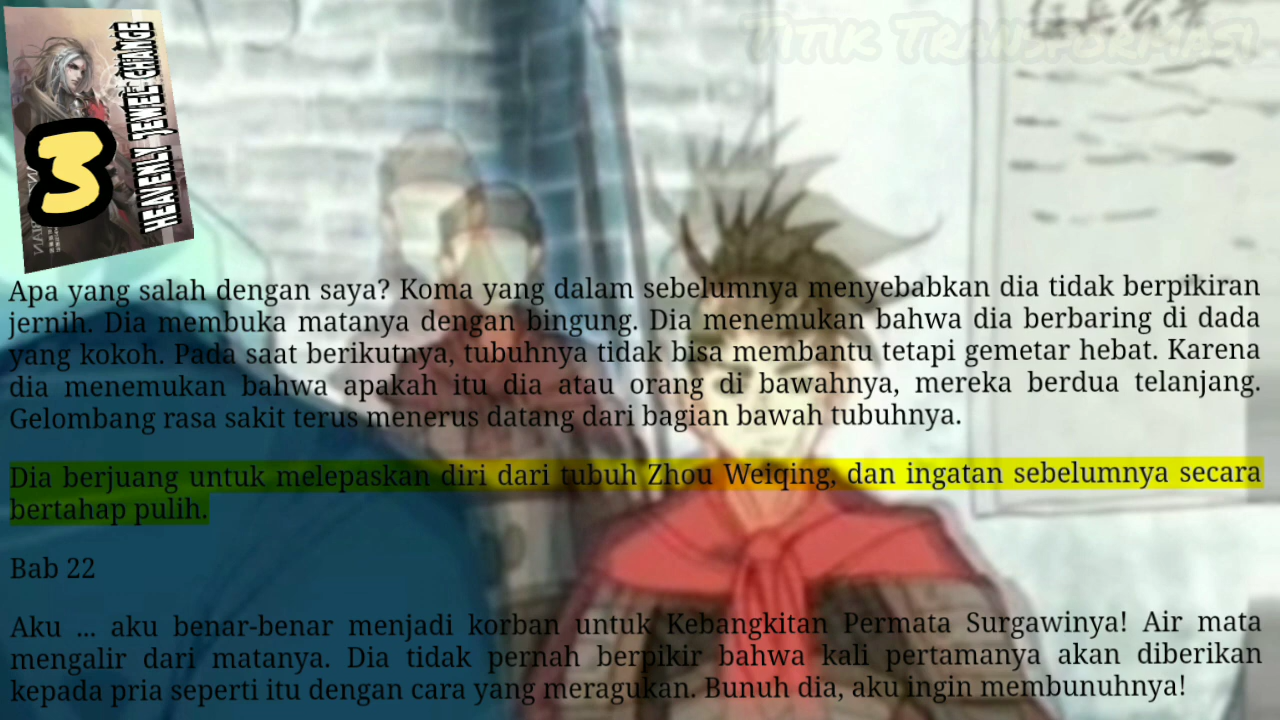 Titik Transformasi
HEAVENLY JEWEL CHANGE
3
Apa yang salah dengan saya? Koma yang dalam sebelumnya menyebabkan dia tidak berpikiran
jernih. Dia membuka matanya dengan bingung. Dia menemukan bahwa dia berbaring di dada
yang kokoh. Pada saat berikutnya, tubuhnya tidak bisa membantu tetapi gemetar hebat. Karena
dia menemukan bahwa apakah itu dia atau orang di bawahnya, mereka berdua telanjang.
Gelombang rasa sakit terus menerus datang dari bagian bawah tubuhnya.
Dia berjuang untuk melepaskan diri dari tubuh Zhou Weiqing, dan ingatan sebelumnya secara
bertahap pulih.
Bab 22
Aku ... aku benar-benar menjadi korban untuk Kebangkitan Permata Surgawinya! Air mata
mengalir dari matanya. Dia tidak pernah berpikir bahwa kali pertamanya akan diberikan
kepada pria seperti itu dengan cara yang meragukan. Bunuh dia, aku ingin membunuhnya!